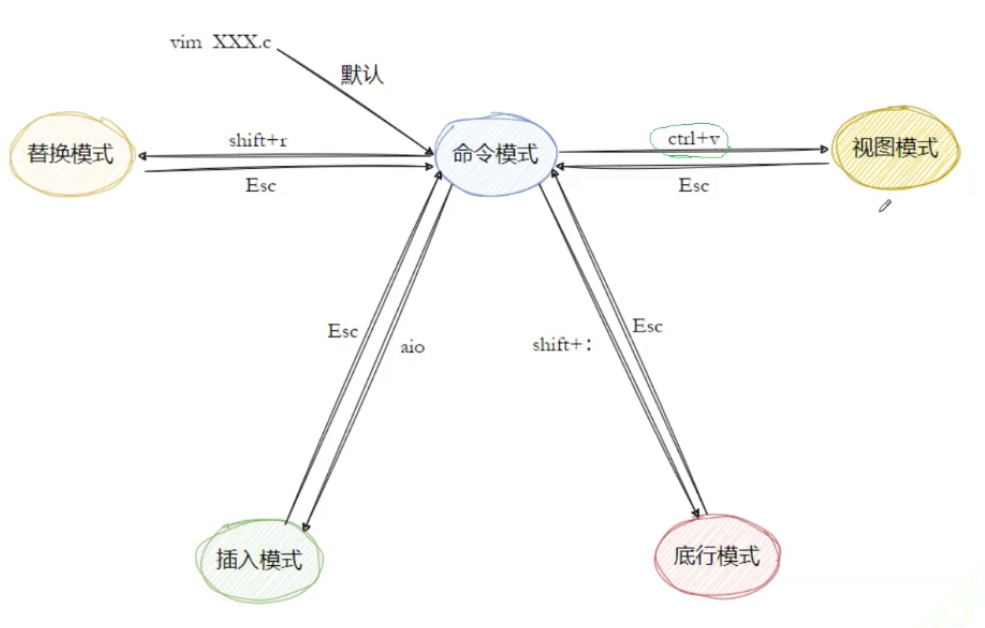 vim XXX.c
默认
替换模式
shift+r
命令模式
ctrl+v
视图模式
Esc
Esc
Esc
aio
shift+：
Esc
插入模式
底行模式